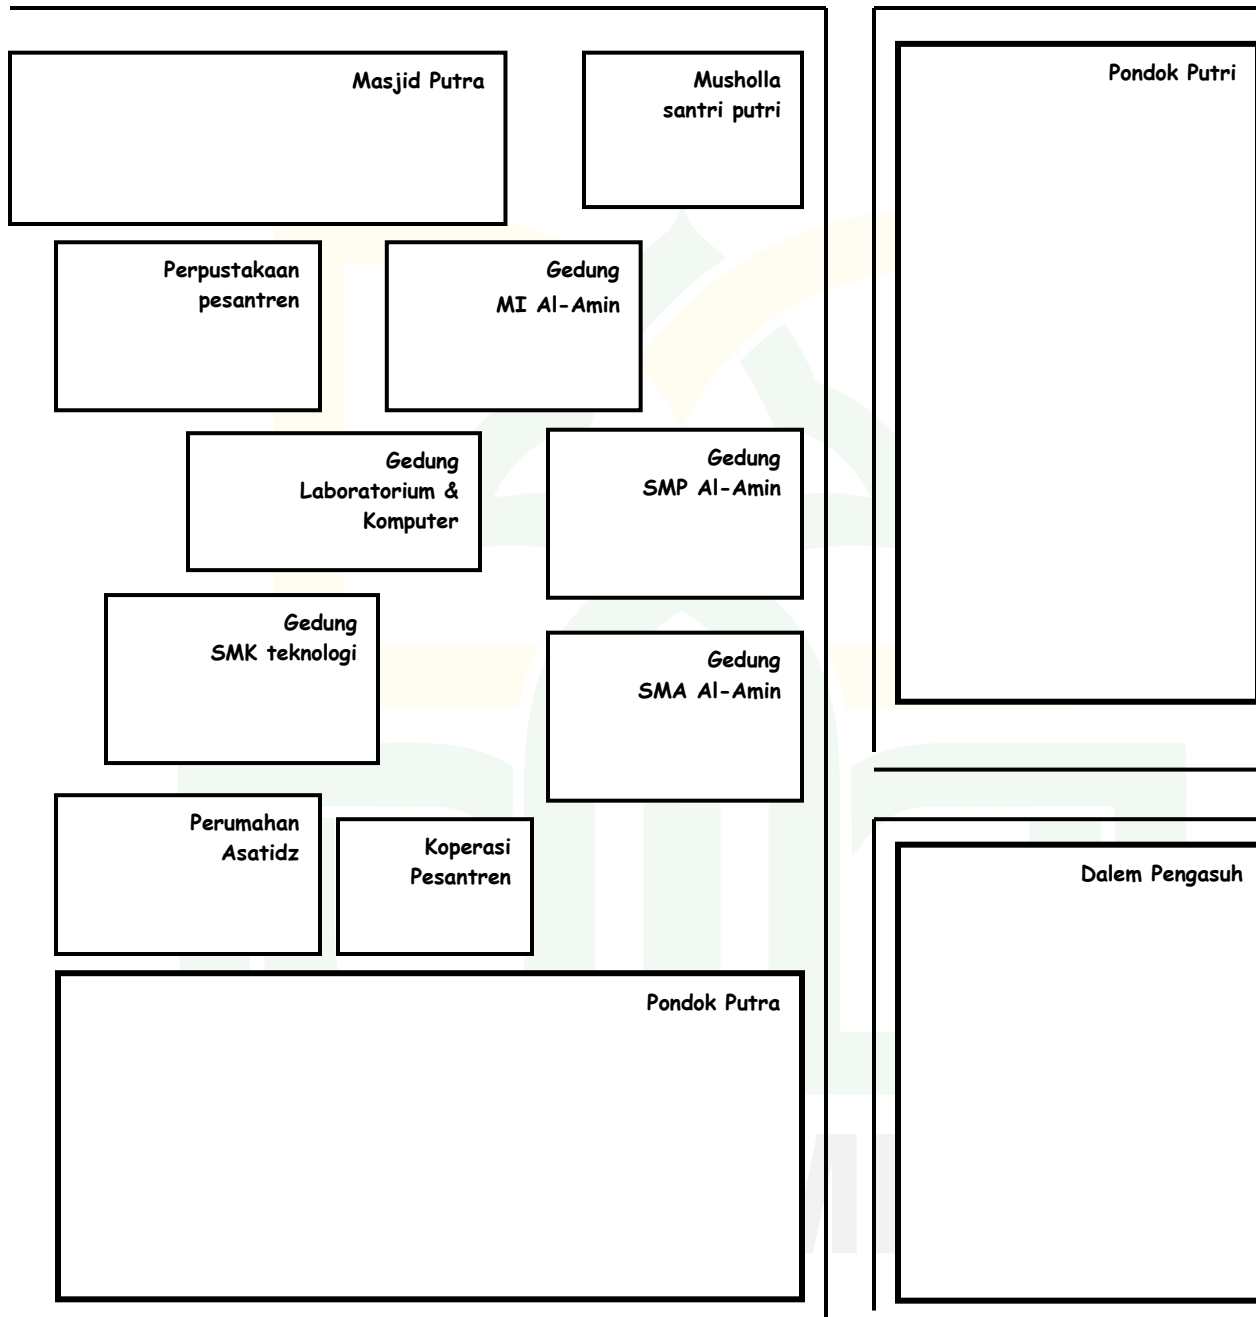 Masjid Putra
Musholla
santri putri
Pondok Putri
Perpustakaan
pesantren
Gedung
MI Al-Amin
Gedung
Laboratorium &
Komputer
Gedung
SMP Al-Amin
Gedung
SMK teknologi
Gedung
SMA Al-Amin
Perumahan
Asatidz
Koperasi
Pesantren
Dalem Pengasuh
Pondok Putra